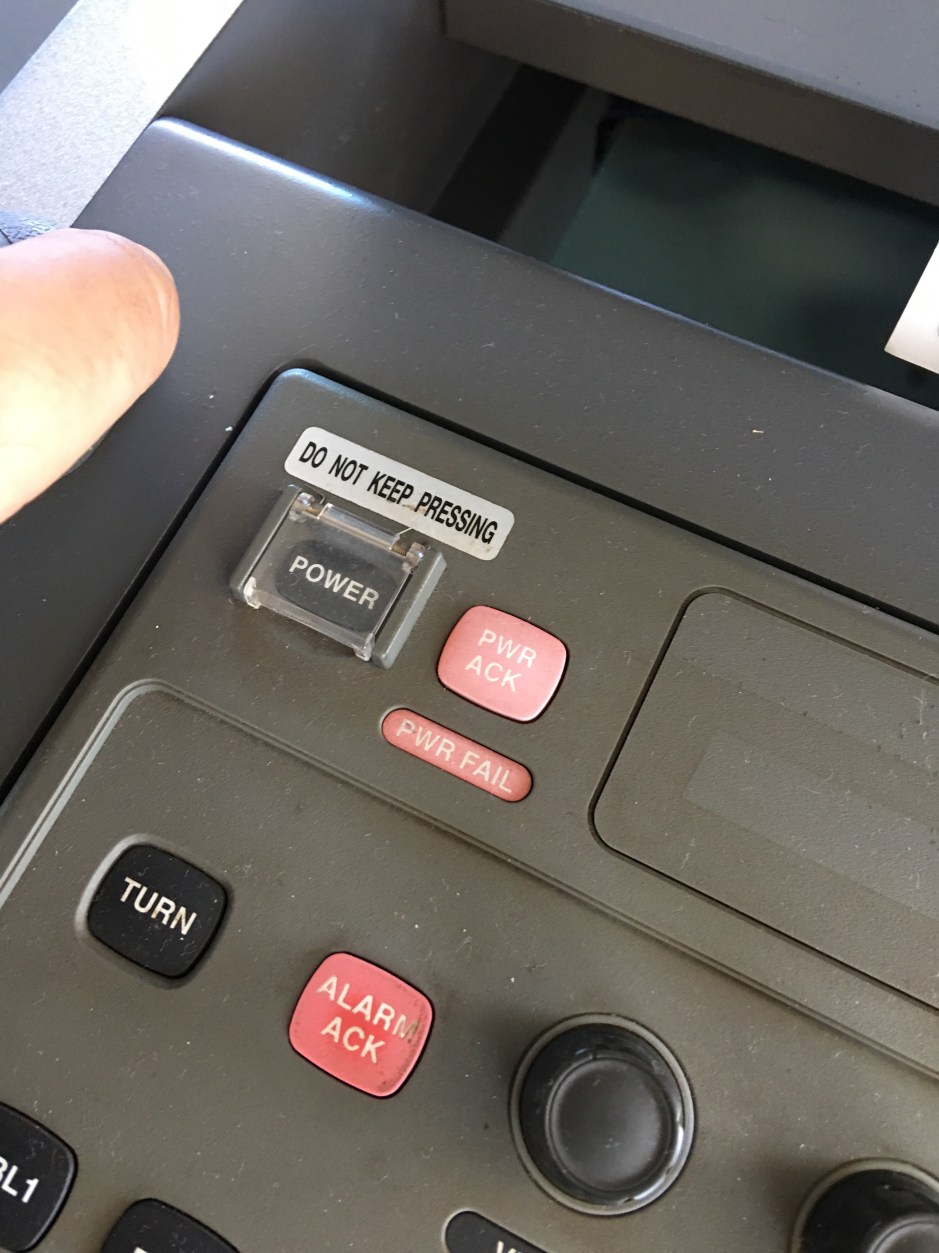 DO NOT KEEP PRESSING
POWER
PWR
ACK
PWR FAIL
TURN
ALARM
ACK